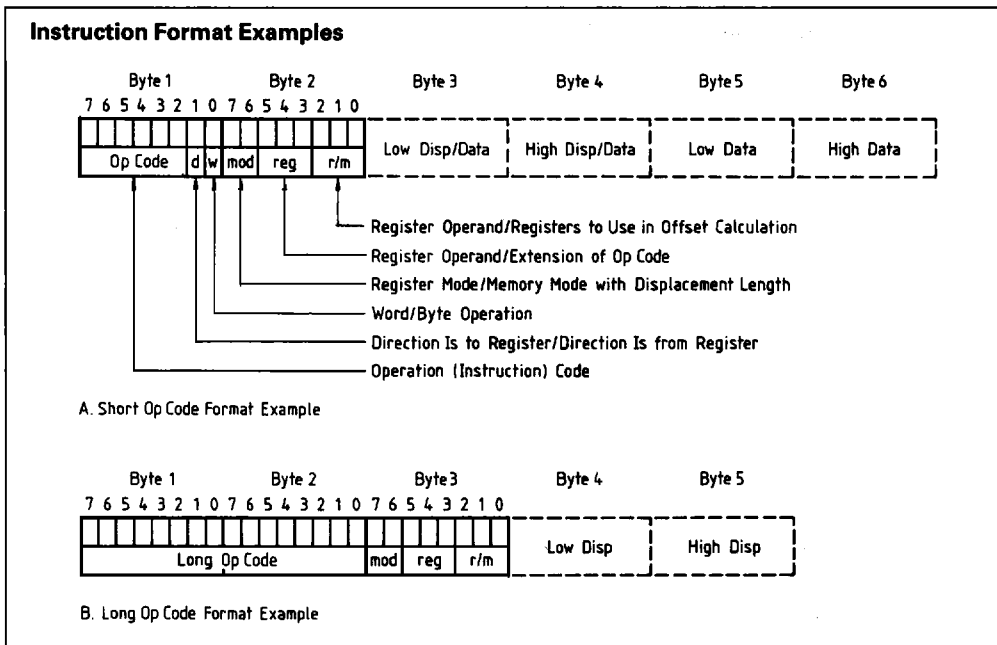 Instruction Format Examples
Byte 1 Byte 2 Byte 3 Byte 4 Byte 5 Byte 6
7 6 5 4 3 2 1 0 7 6 5 4 3 2 1 0
Op Code d w mod reg r/m Low Disp/Data High Disp/Data Low Data High Data
Register Operand/Registers to Use in Offset Calculation
Register Operand/Extension of Op Code
Register Mode/Memory Mode with Displacement Length
Word/Byte Operation
Direction Is to Register/Direction Is from Register
Operation (Instruction) Code
A. Short Op Code Format Example
Byte 1 Byte 2 Byte 3 Byte 4 Byte 5
7 6 5 4 3 2 1 0 7 6 5 4 3 2 1 0 7 6 5 4 3 2 1 0
Long Op Code mod reg r/m Low Disp High Disp
B. Long Op Code Format Example